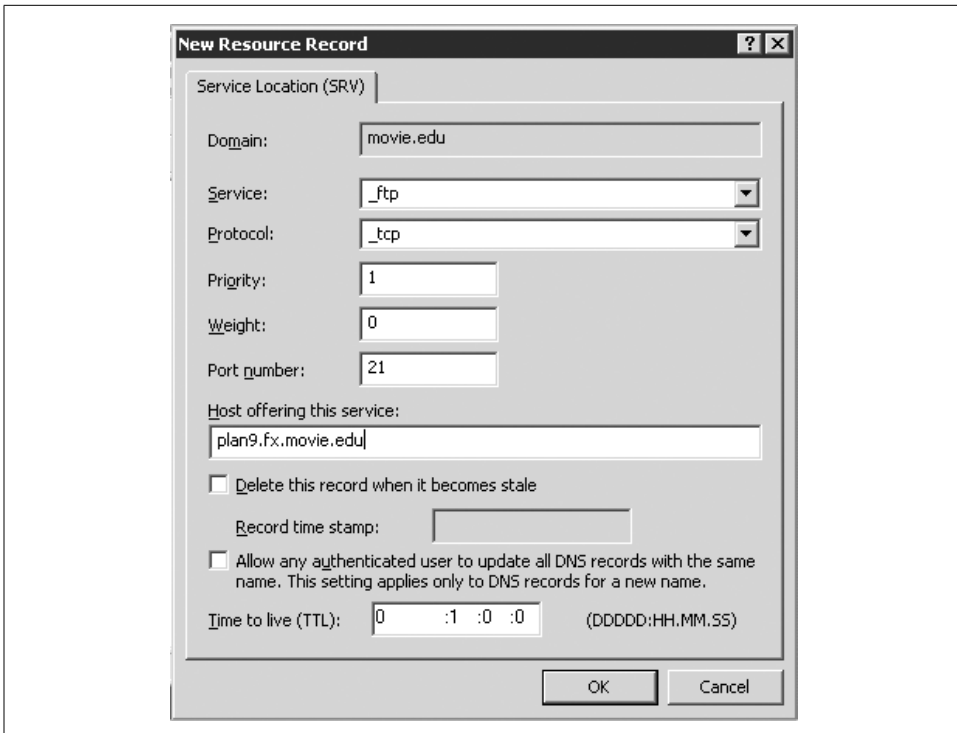 New Resource Record
Service Location (SRV)
Domain: movie.edu
Service: _ftp
Protocol: _tcp
Priority: 1
Weight: 0
Port number: 21
Host offering this service:
plan9.fx.movie.edu
Delete this record when it becomes stale
Record time stamp:
Allow any authenticated user to update all DNS records with the same
name. This setting applies only to DNS records for a new name.
Time to live (TTL): 0 :1 :0 :0 (DDDDD:HH.MM.SS)
OK Cancel